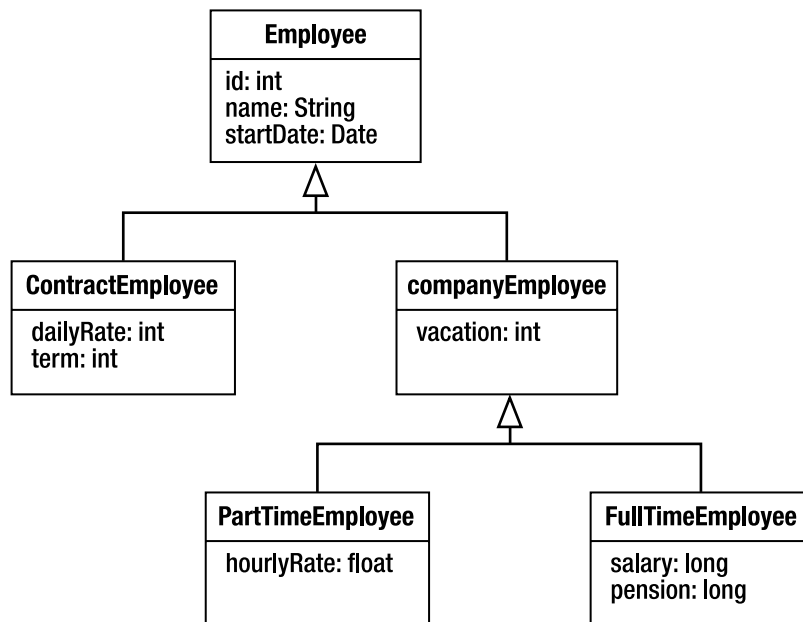 Employee
id: int
name: String
startDate: Date
ContractEmployee
dailyRate: int
term: int
companyEmployee
vacation: int
PartTimeEmployee
hourlyRate: float
FullTimeEmployee
salary: long
pension: long